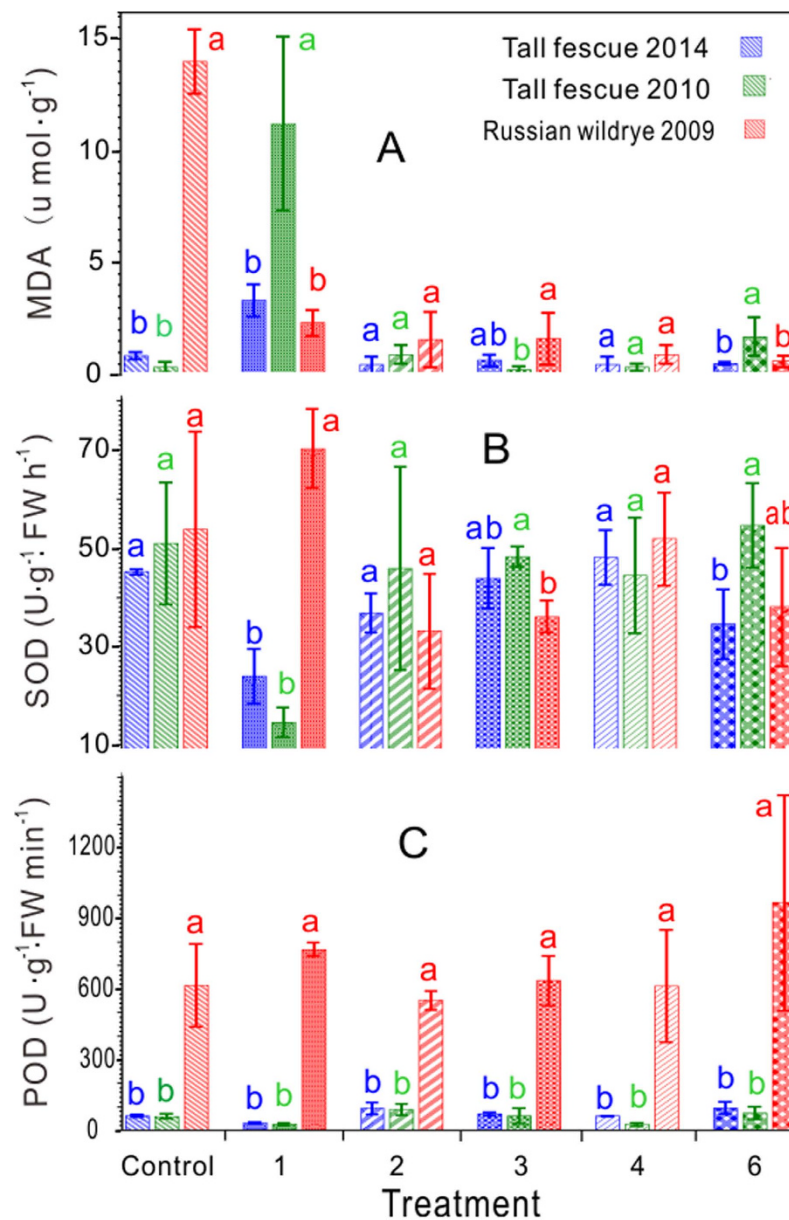 Tall fescue 2014
Tall fescue 2010
Russian wildrye 2009
MDA (u mol·g⁻¹)
15
10
5
0
A
a
a
b
b
b
b
a
a
a
ab
b
a
a
a
a
b
a
a
SOD (U·g⁻¹·FW h⁻¹)
70
50
30
10
B
a
a
a
b
b
a
a
a
a
ab
a
b
a
a
a
b
a
ab
POD (U·g⁻¹·FW min⁻¹)
1200
900
600
300
0
C
b
b
a
b
b
a
b
b
a
b
b
a
b
b
a
b
b
a
Control 1 2 3 4 6
Treatment